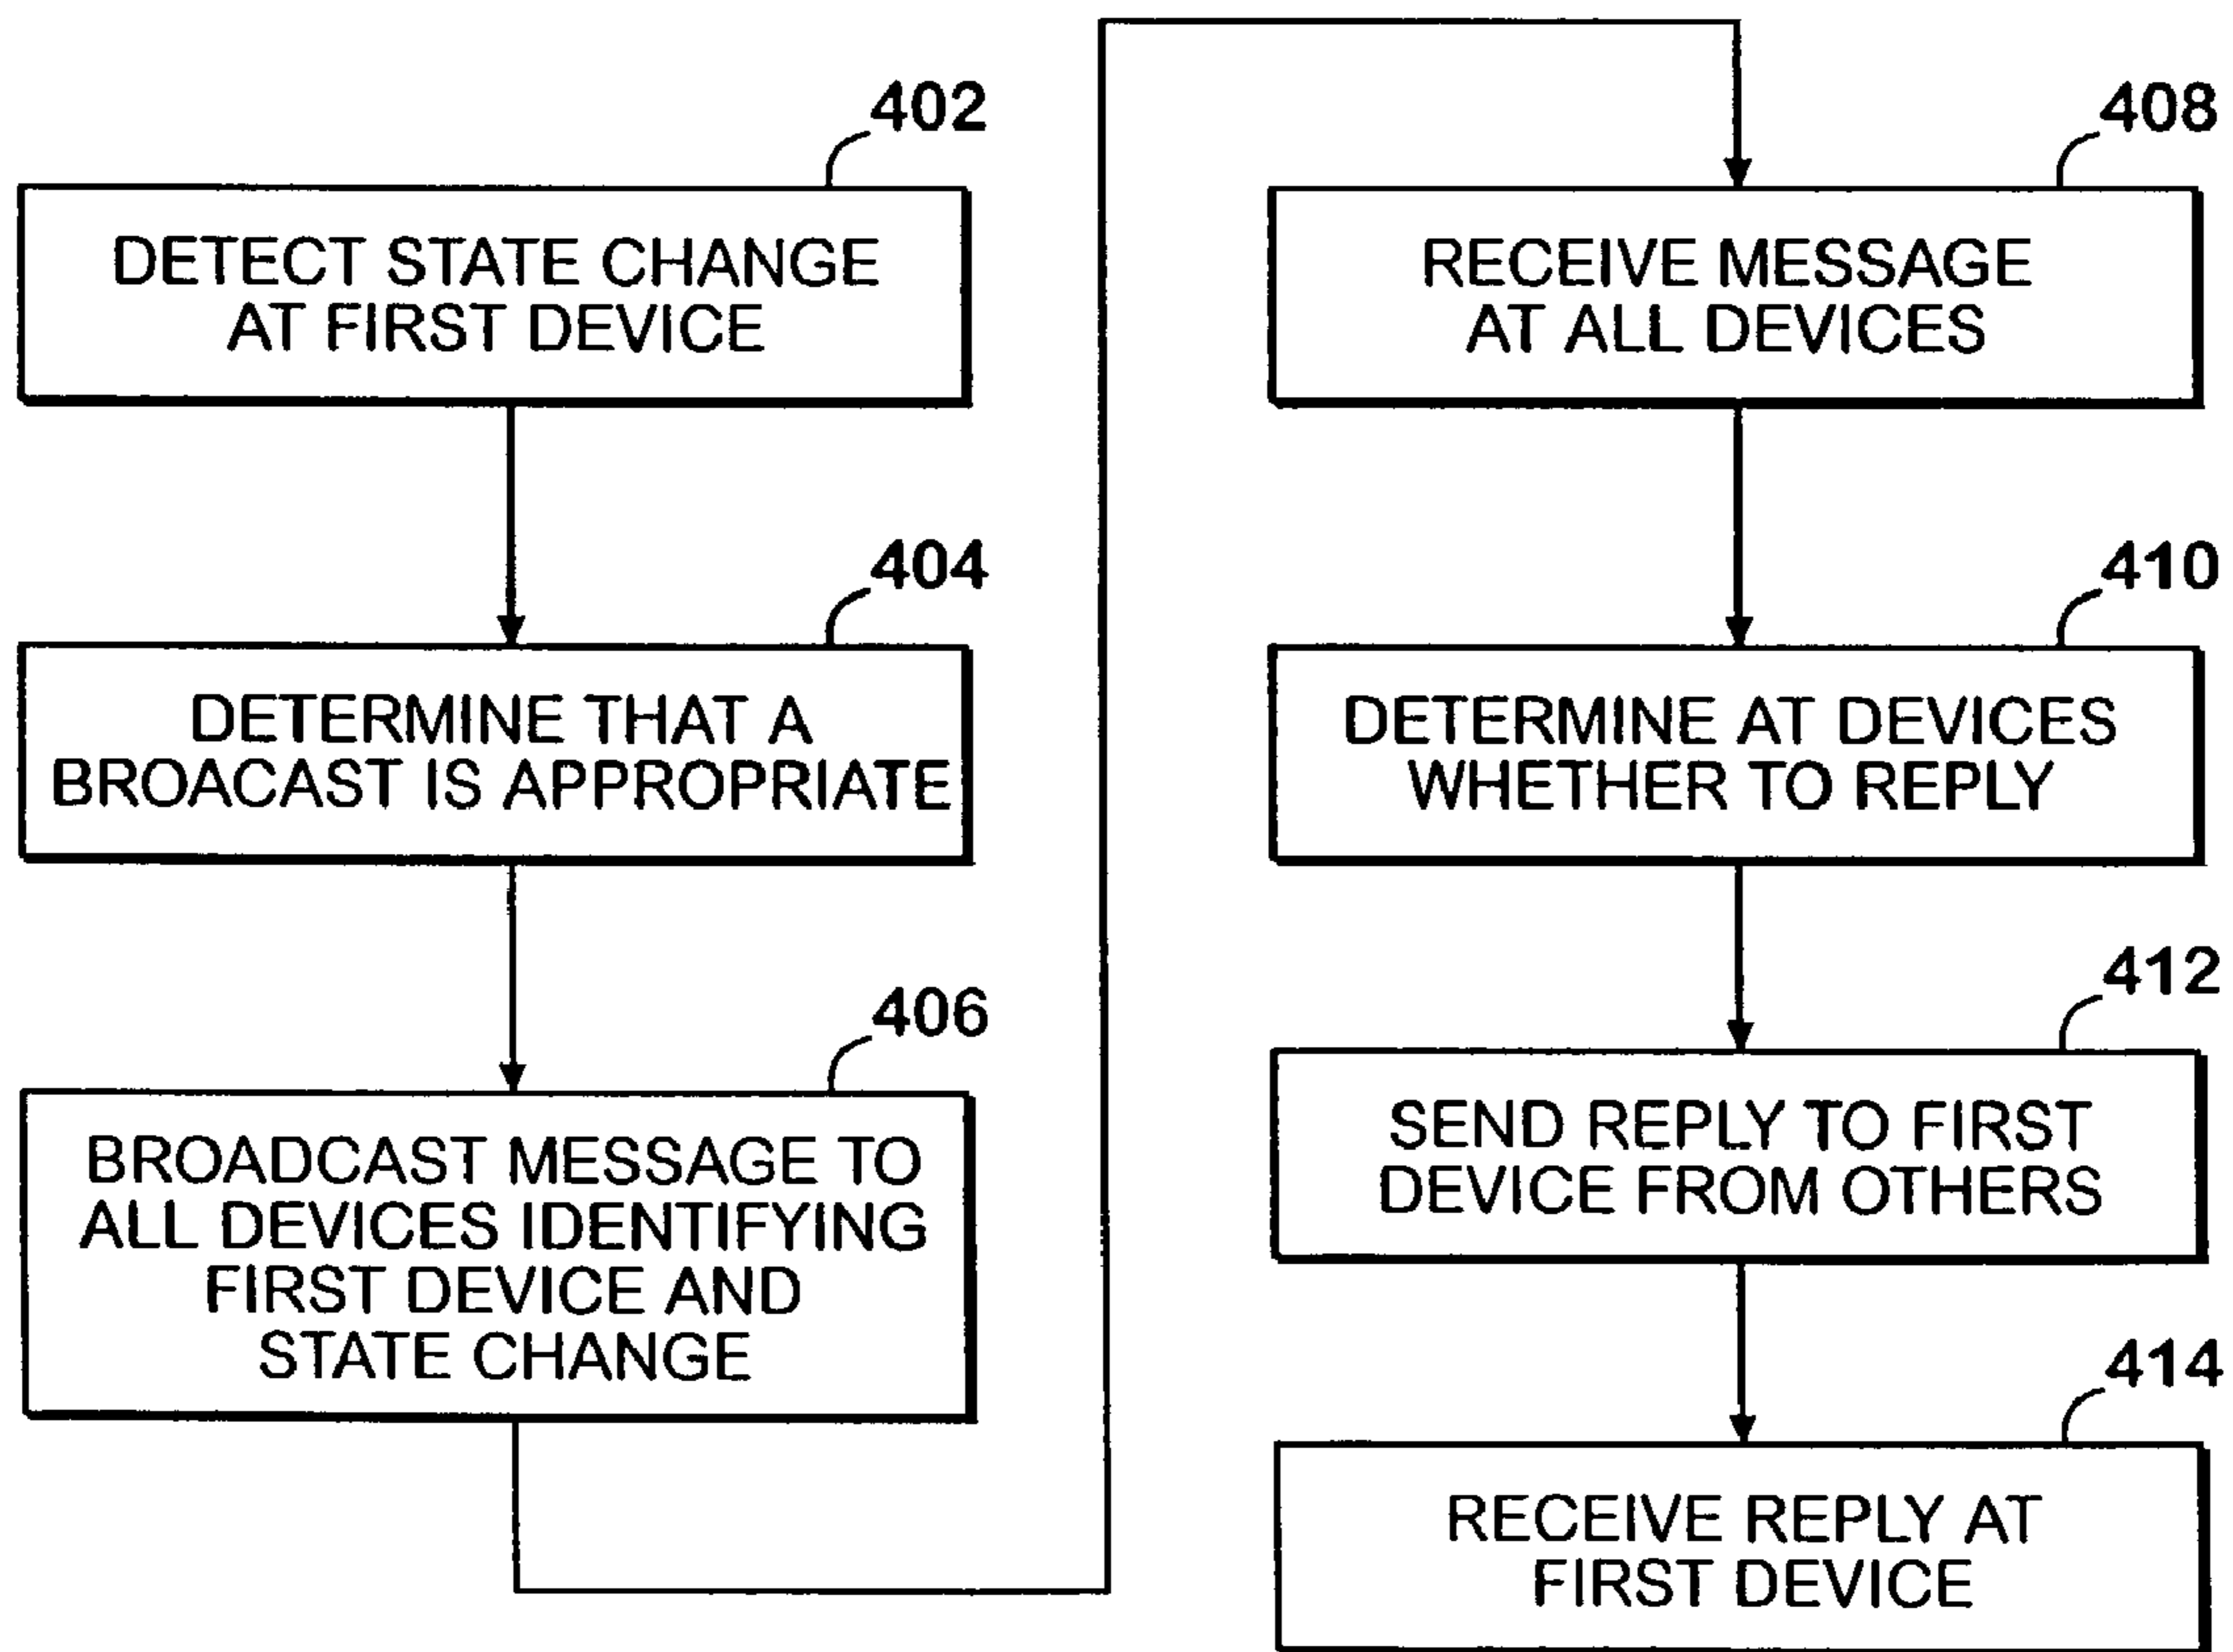 402
DETECT STATE CHANGE
AT FIRST DEVICE
404
DETERMINE THAT A
BROACAST IS APPROPRIATE
406
BROADCAST MESSAGE TO
ALL DEVICES IDENTIFYING
FIRST DEVICE AND
STATE CHANGE
408
RECEIVE MESSAGE
AT ALL DEVICES
410
DETERMINE AT DEVICES
WHETHER TO REPLY
412
SEND REPLY TO FIRST
DEVICE FROM OTHERS
414
RECEIVE REPLY AT
FIRST DEVICE